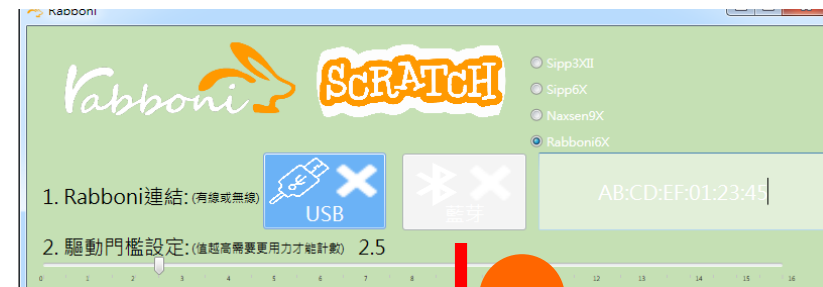 Rabboni
rabboni SCRATCH
Sipp3XII
Sipp6X
Naxsen9X
Rabboni6X
1. Rabboni連結:(有線或無線)
USB
藍芽
AB:CD:EF:01:23:45
2. 驅動門檻設定:(值越高需要更用力才能計數) 2.5
0 1 2 3 4 5 6 7 8 12 13 14 15 16